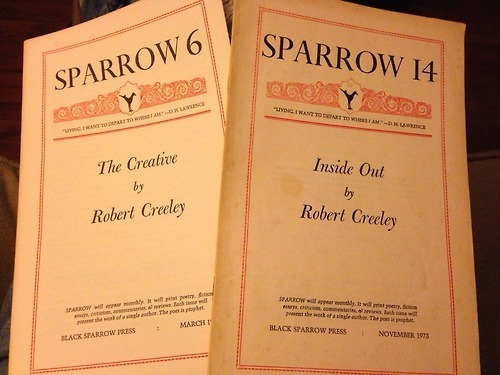 SPARROW 6
"LIVING, I WANT TO DEPART TO WHERE I AM." —D. H. LAWRENCE
The Creative
by
Robert Creeley
SPARROW will appear monthly. It will print poetry, fiction
essays, criticism, commentaries, & reviews. Each issue will
present the work of a single author. The poet is prophet.
BLACK SPARROW PRESS : MARCH
SPARROW 14
"LIVING, I WANT TO DEPART TO WHERE I AM." —D. H. LAWRENCE
Inside Out
by
Robert Creeley
SPARROW will appear monthly. It will print poetry, fiction
essays, criticism, commentaries, & reviews. Each issue will
present the work of a single author. The poet is prophet.
BLACK SPARROW PRESS NOVEMBER 1973